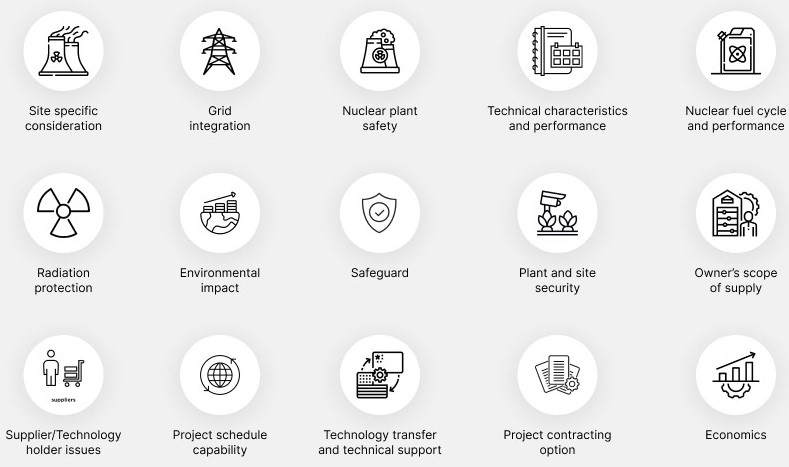 Site specific
consideration
Grid
integration
Nuclear plant
safety
Technical characteristics
and performance
Nuclear fuel cycle
and performance
Radiation
protection
Environmental
impact
Safeguard
Plant and site
security
Owner’s scope
of supply
suppliers
Supplier/Technology
holder issues
Project schedule
capability
Technology transfer
and technical support
Project contracting
option
Economics